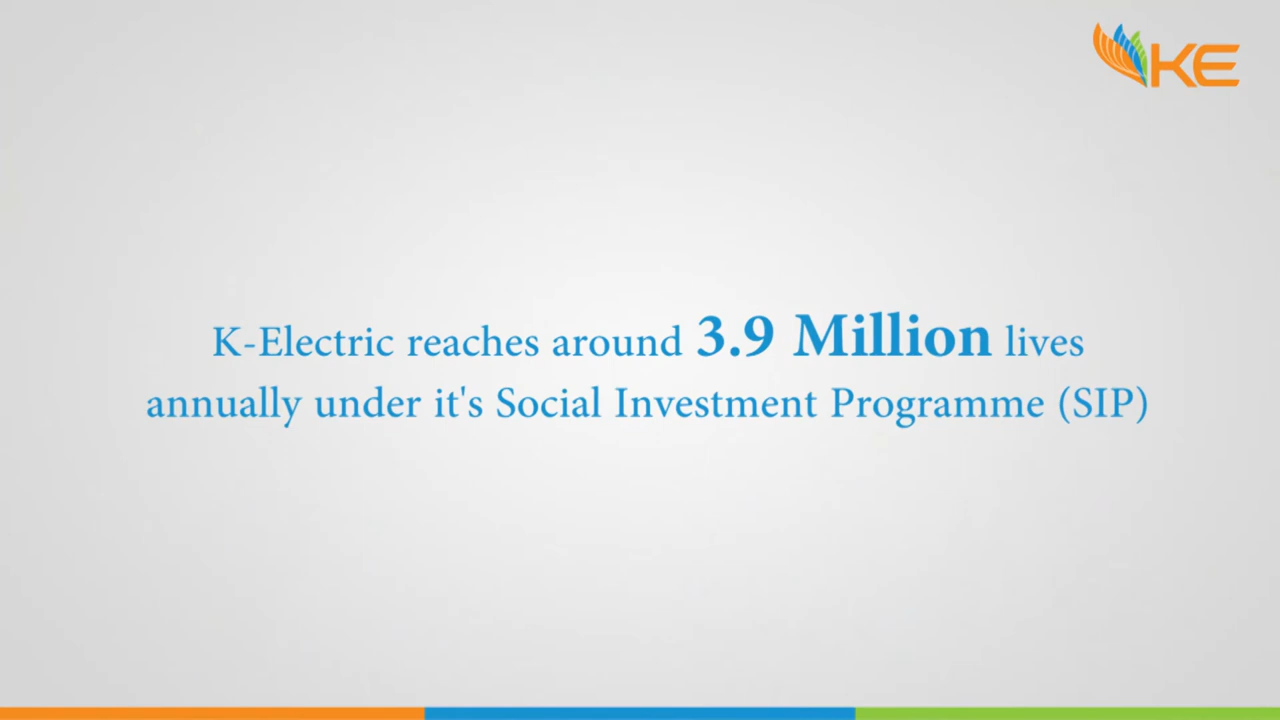 KE
K-Electric reaches around 3.9 Million lives
annually under it's Social Investment Programme (SIP)